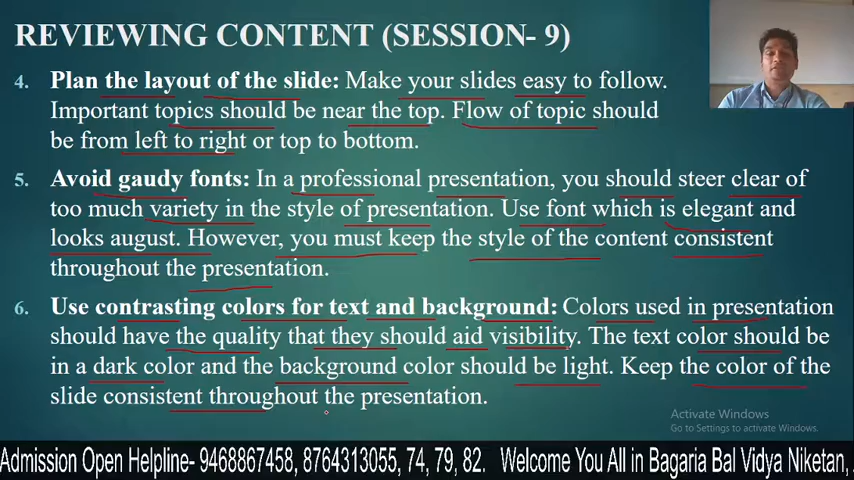 REVIEWING CONTENT (SESSION- 9)
4. Plan the layout of the slide: Make your slides easy to follow.
Important topics should be near the top. Flow of topic should
be from left to right or top to bottom.
5. Avoid gaudy fonts: In a professional presentation, you should steer clear of
too much variety in the style of presentation. Use font which is elegant and
looks august. However, you must keep the style of the content consistent
throughout the presentation.
6. Use contrasting colors for text and background: Colors used in presentation
should have the quality that they should aid visibility. The text color should be
in a dark color and the background color should be light. Keep the color of the
slide consistent throughout the presentation.
Activate Windows
Go to Settings to activate Windows.
Admission Open Helpline- 9468867458, 8764313055, 74, 79, 82. Welcome You All in Bagaria Bal Vidya Niketan,